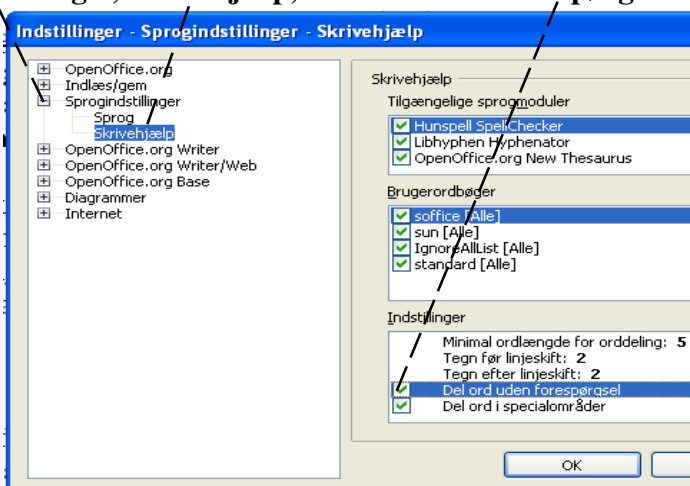 Indstillinger - Sprogindstillinger - Skrivehjælp
OpenOffice.org
Indlæs/gem
Sprogindstillinger
Sprog
Skrivehjælp
OpenOffice.org Writer
OpenOffice.org Writer/Web
OpenOffice.org Base
Diagrammer
Internet
Skrivehjælp
Tilgængelige sprogmoduler
Hunspell SpellChecker
Libhyphen Hyphenator
OpenOffice.org New Thesaurus
Brugerordbøger
soffice [Alle]
sun [Alle]
IgnoreAllList [Alle]
standard [Alle]
Indstillinger
Minimal ordlængde for orddeling: 5
Tegn før linjeskift: 2
Tegn efter linjeskift: 2
Del ord uden forespørgsel
Del ord i specialområder
OK